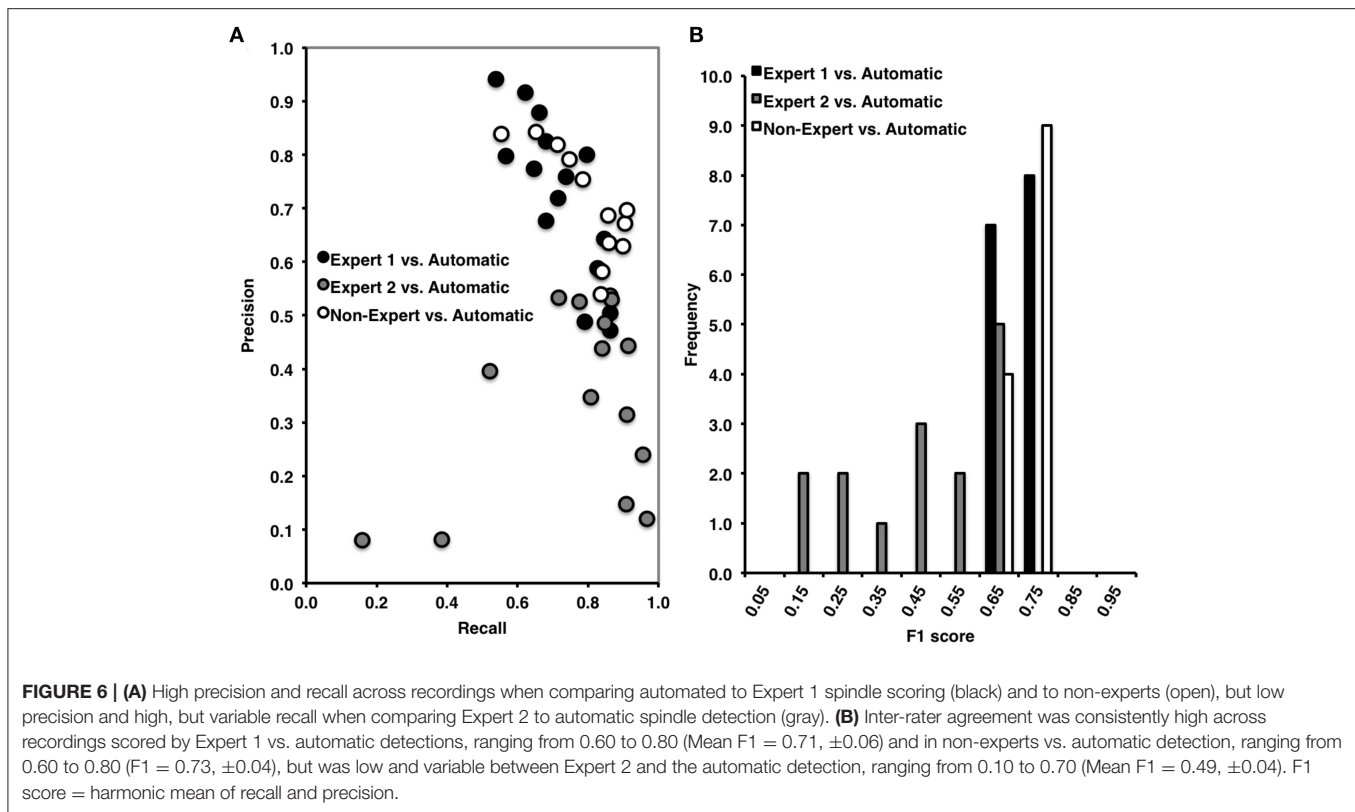 A
1.0
0.9
0.8
0.7
0.6
0.5
0.4
0.3
0.2
0.1
0.0
Precision
Expert 1 vs. Automatic
Expert 2 vs. Automatic
Non-Expert vs. Automatic
0.0 0.2 0.4 0.6 0.8 1.0
Recall
B
10.0
9.0
8.0
7.0
6.0
5.0
4.0
3.0
2.0
1.0
0.0
Frequency
Expert 1 vs. Automatic
Expert 2 vs. Automatic
Non-Expert vs. Automatic
0.05 0.15 0.25 0.35 0.45 0.55 0.65 0.75 0.85 0.95
F1 score
FIGURE 6 | (A) High precision and recall across recordings when comparing automated to Expert 1 spindle scoring (black) and to non-experts (open), but low
precision and high, but variable recall when comparing Expert 2 to automatic spindle detection (gray). (B) Inter-rater agreement was consistently high across
recordings scored by Expert 1 vs. automatic detections, ranging from 0.60 to 0.80 (Mean F1 = 0.71, ±0.06) and in non-experts vs. automatic detection, ranging from
0.60 to 0.80 (F1 = 0.73, ±0.04), but was low and variable between Expert 2 and the automatic detection, ranging from 0.10 to 0.70 (Mean F1 = 0.49, ±0.04). F1
score = harmonic mean of recall and precision.